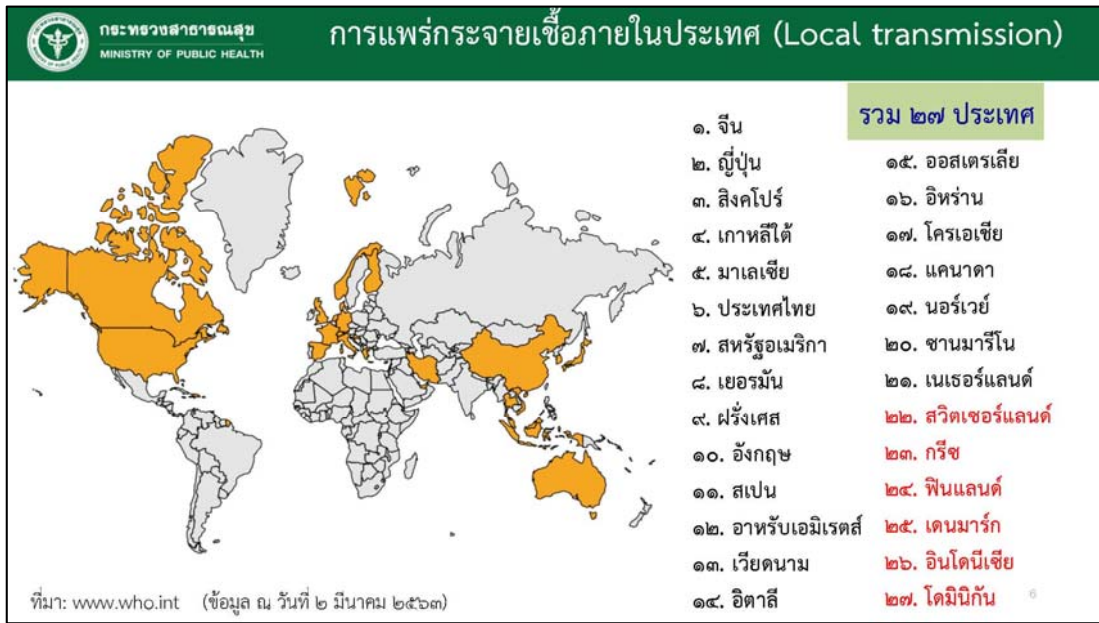 กระทรวงสาธารณสุข
MINISTRY OF PUBLIC HEALTH
การแพร่กระจายเชื้อภายในประเทศ (Local transmission)
รวม ๒๗ ประเทศ
๑. จีน
๒. ญี่ปุ่น
๓. สิงคโปร์
๔. เกาหลีใต้
๕. มาเลเซีย
๖. ประเทศไทย
๗. สหรัฐอเมริกา
๘. เยอรมัน
๙. ฝรั่งเศส
๑๐. อังกฤษ
๑๑. สเปน
๑๒. อาหรับเอมิเรตส์
๑๓. เวียดนาม
๑๔. อิตาลี
๑๕. ออสเตรเลีย
๑๖. อิหร่าน
๑๗. โครเอเชีย
๑๘. แคนาดา
๑๙. นอร์เวย์
๒๐. ซานมารีโน
๒๑. เนเธอร์แลนด์
๒๒. สวิตเซอร์แลนด์
๒๓. กรีซ
๒๔. ฟินแลนด์
๒๕. เดนมาร์ก
๒๖. อินโดนีเซีย
๒๗. โดมินิกัน
ที่มา: www.who.int (ข้อมูล ณ วันที่ ๒ มีนาคม ๒๕๖๓)
6